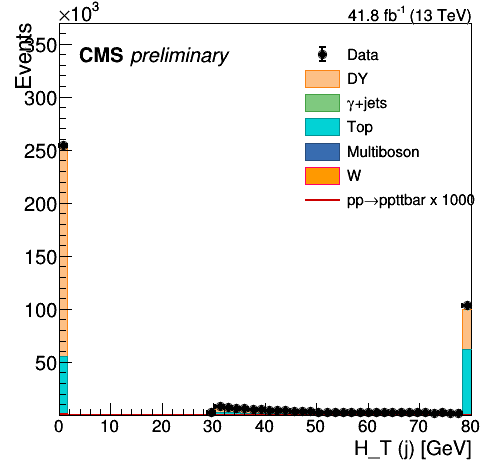 ×10³
41.8 fb⁻¹ (13 TeV)
Events
CMS preliminary
Data
DY
γ+jets
Top
Multiboson
W
pp→ppttbar x 1000
350
300
250
200
150
100
50
0 10 20 30 40 50 60 70 80
H_T (j) [GeV]